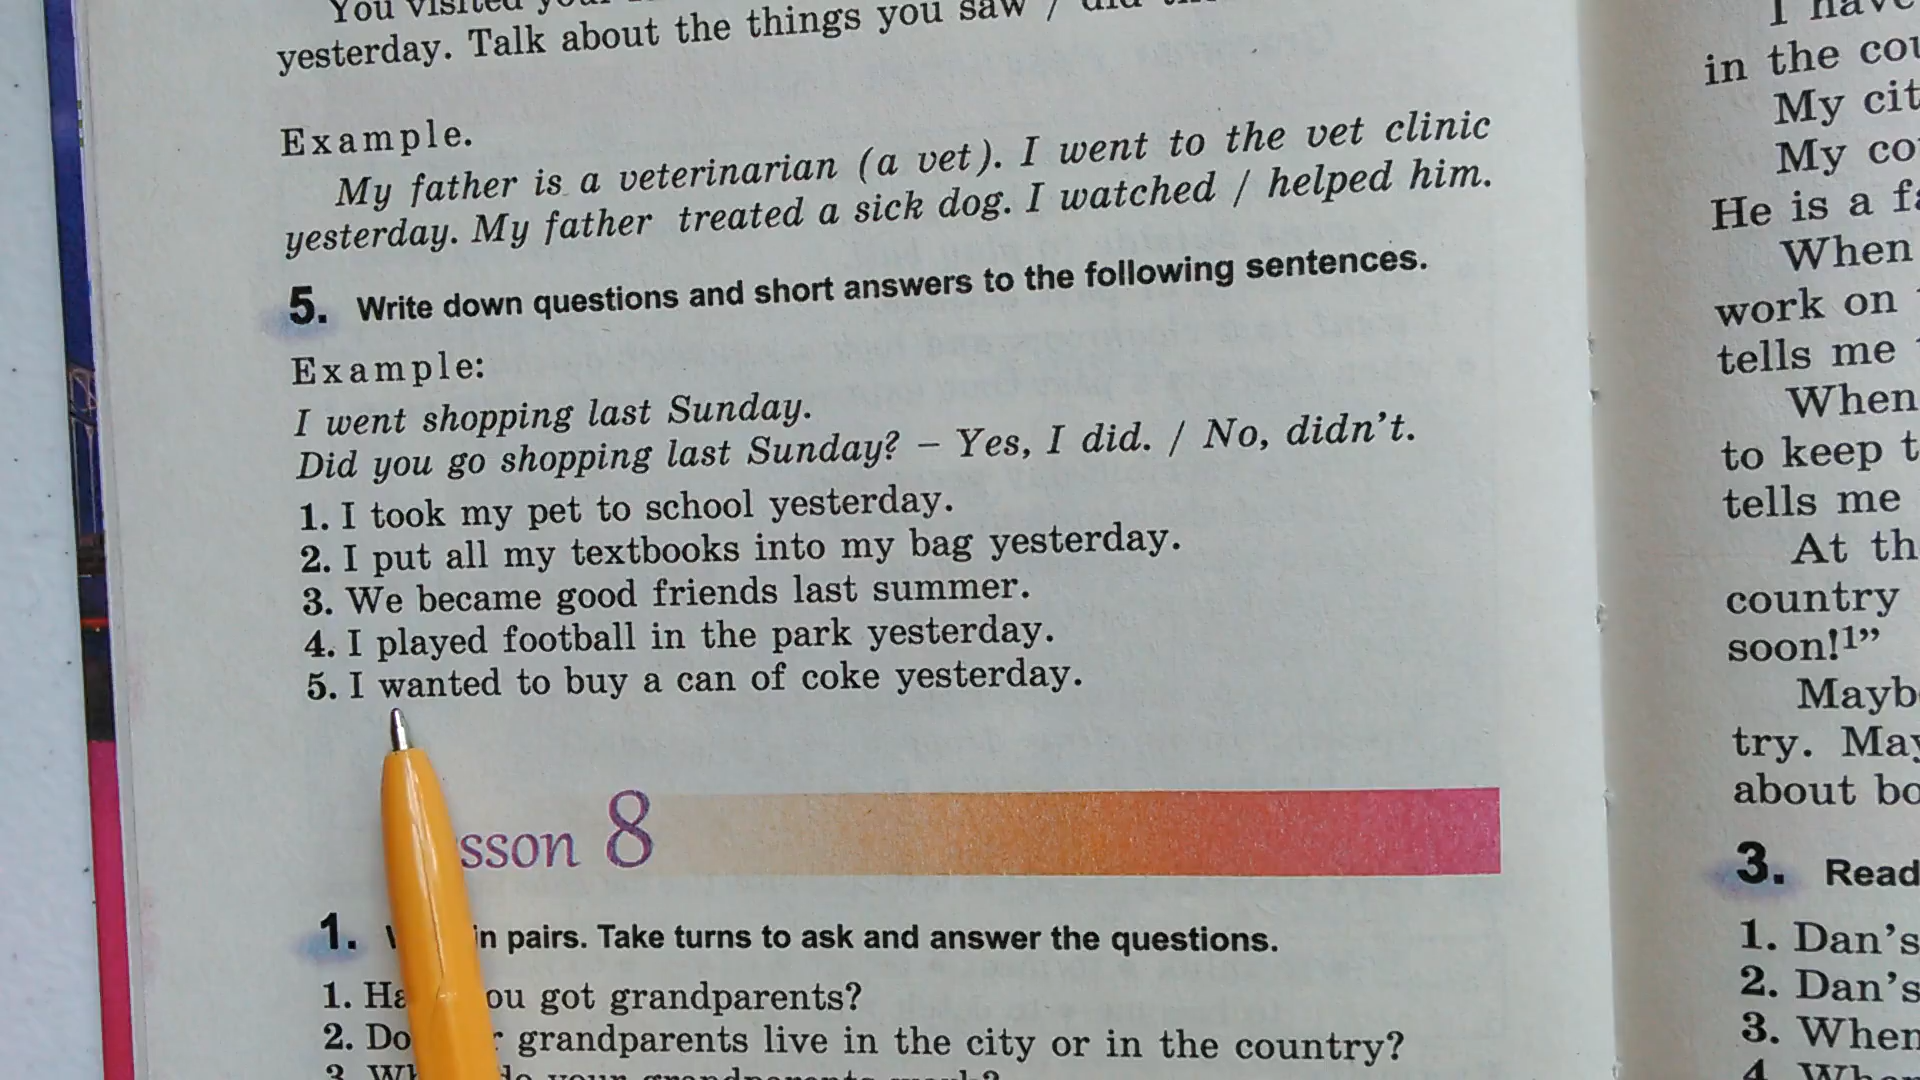 You visited
yesterday. Talk about the things you saw / did
Example.
My father is a veterinarian (a vet). I went to the vet clinic
yesterday. My father treated a sick dog. I watched / helped him.
5. Write down questions and short answers to the following sentences.
Example:
I went shopping last Sunday.
Did you go shopping last Sunday? – Yes, I did. / No, didn't.
1. I took my pet to school yesterday.
2. I put all my textbooks into my bag yesterday.
3. We became good friends last summer.
4. I played football in the park yesterday.
5. I wanted to buy a can of coke yesterday.
sson 8
1. in pairs. Take turns to ask and answer the questions.
1. Ha ou got grandparents?
2. Do grandparents live in the city or in the country?
3. do your grandparents work?
I have
in the cou
My cit
My co
He is a fa
When
work on
tells me
When
to keep t
tells me
At th
country
soon!1”
Mayb
try. May
about bo
3. Read
1. Dan's
2. Dan's
3. When
4. Whe